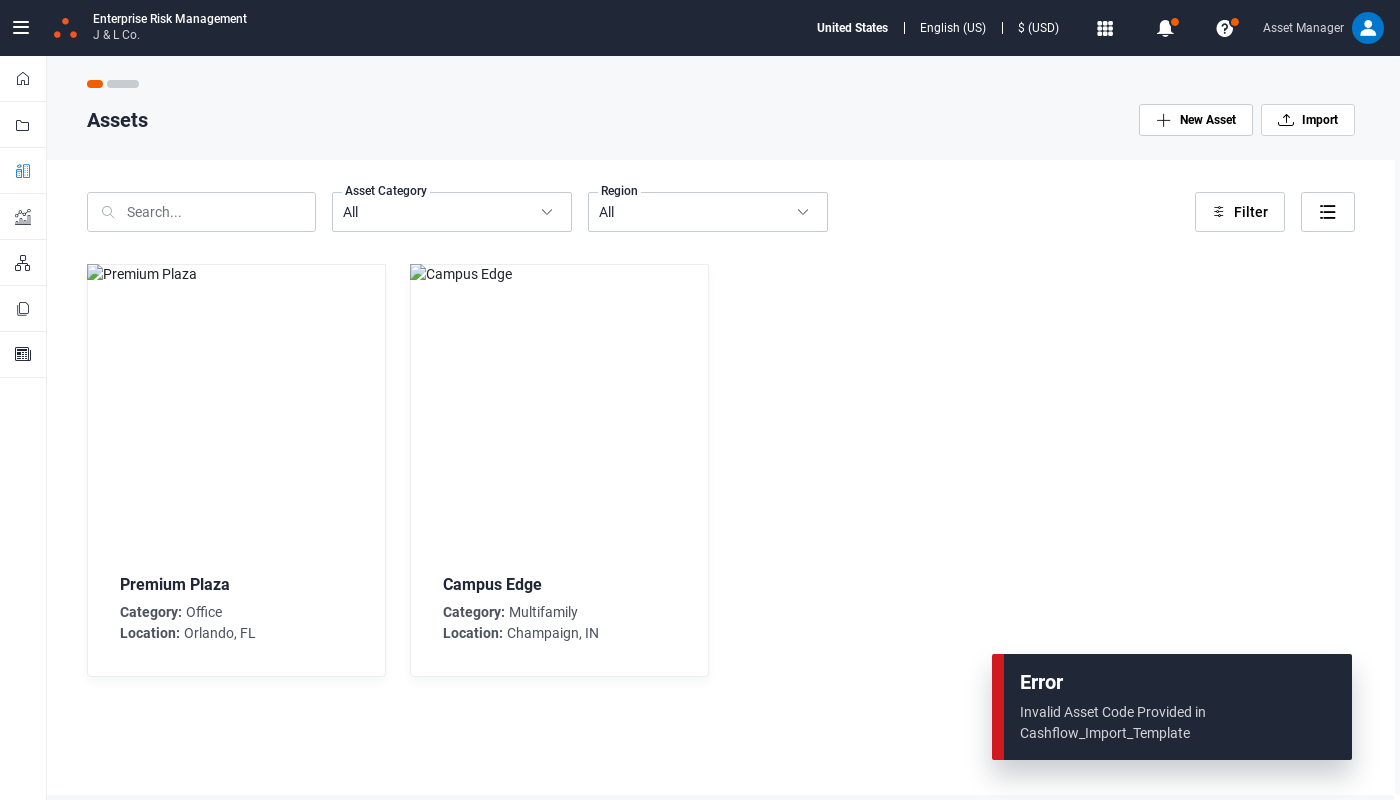 Enterprise Risk Management
J & L Co.
United States
English (US)
$ (USD)
Asset Manager
Assets
New Asset
Import
Search...
Asset Category
All
Region
All
Filter
Premium Plaza
Campus Edge
Premium Plaza
Category: Office
Location: Orlando, FL
Campus Edge
Category: Multifamily
Location: Champaign, IN
Error
Invalid Asset Code Provided in
Cashflow_Import_Template